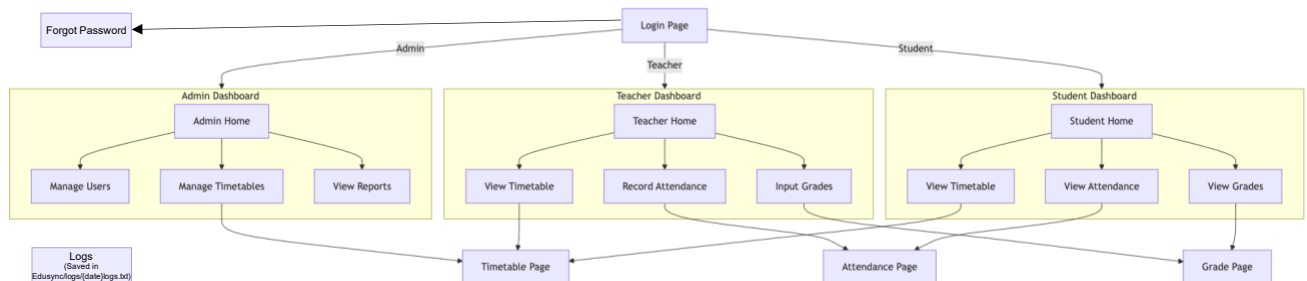 Login Page
Forgot Password
Admin
Student
Teacher
Admin Dashboard
Teacher Dashboard
Student Dashboard
Admin Home
Teacher Home
Student Home
Manage Users
Manage Timetables
View Reports
View Timetable
Record Attendance
Input Grades
View Timetable
View Attendance
View Grades
Logs
(Saved in
Edusync/logs/{date}logs.txt)
Timetable Page
Attendance Page
Grade Page